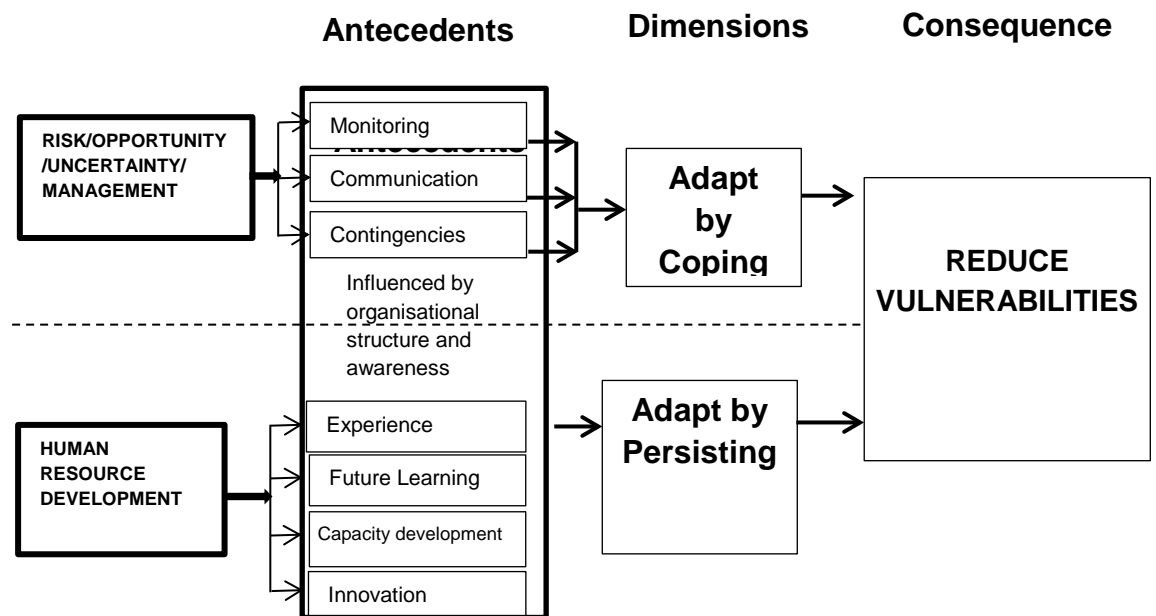 Antecedents
Dimensions
Consequence
RISK/OPPORTUNITY
/UNCERTAINTY/
MANAGEMENT
Monitoring
Antecedents
Communication
Contingencies
Influenced by
organisational
structure and
awareness
Adapt
by
Coping
REDUCE
VULNERABILITIES
HUMAN
RESOURCE
DEVELOPMENT
Experience
Future Learning
Capacity development
Innovation
Adapt by
Persisting